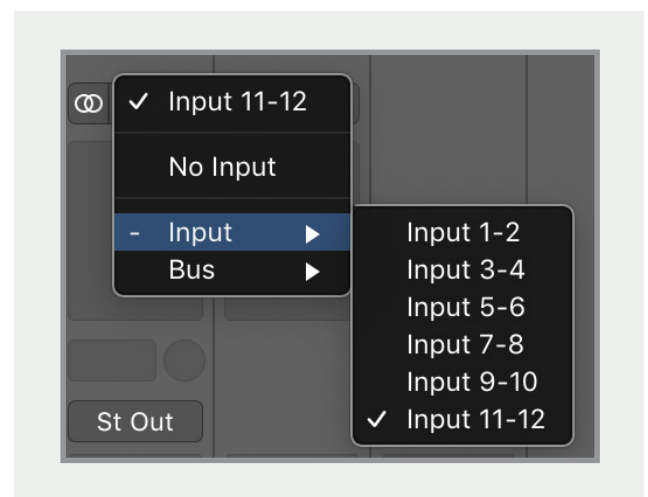 Input 11-12
No Input
- Input
Bus
Input 1-2
Input 3-4
Input 5-6
Input 7-8
Input 9-10
Input 11-12
St Out